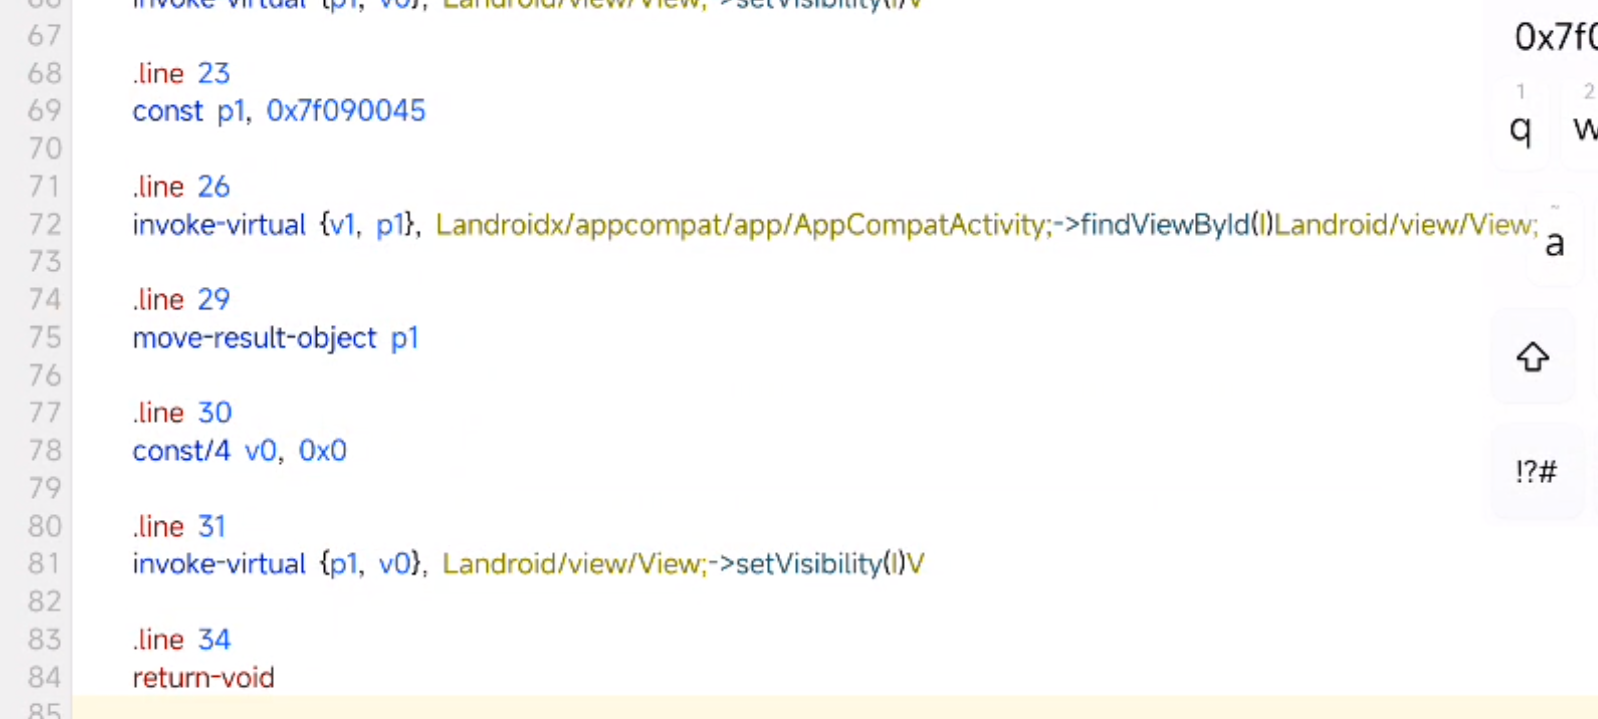 66 invoke-virtual {p1, v0}, Landroid/view/View;->setVisibility(I)V
67
68 .line 23
69 const p1, 0x7f090045
70
71 .line 26
72 invoke-virtual {v1, p1}, Landroidx/appcompat/app/AppCompatActivity;->findViewById(I)Landroid/view/View;
73
74 .line 29
75 move-result-object p1
76
77 .line 30
78 const/4 v0, 0x0
79
80 .line 31
81 invoke-virtual {p1, v0}, Landroid/view/View;->setVisibility(I)V
82
83 .line 34
84 return-void
85
0x7f0
1 2
q w
~
a
!?#